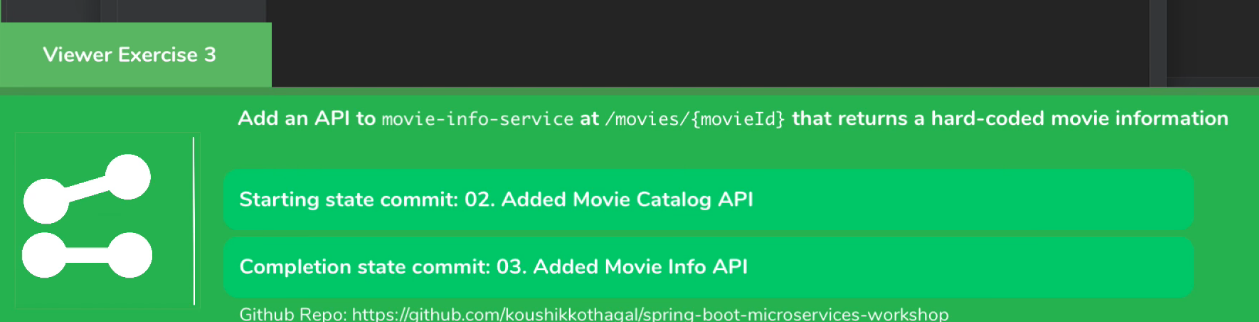 Viewer Exercise 3
Add an API to movie-info-service at /movies/{movieId} that returns a hard-coded movie information
Starting state commit: 02. Added Movie Catalog API
Completion state commit: 03. Added Movie Info API
Github Repo: https://github.com/koushikkothagal/spring-boot-microservices-workshop